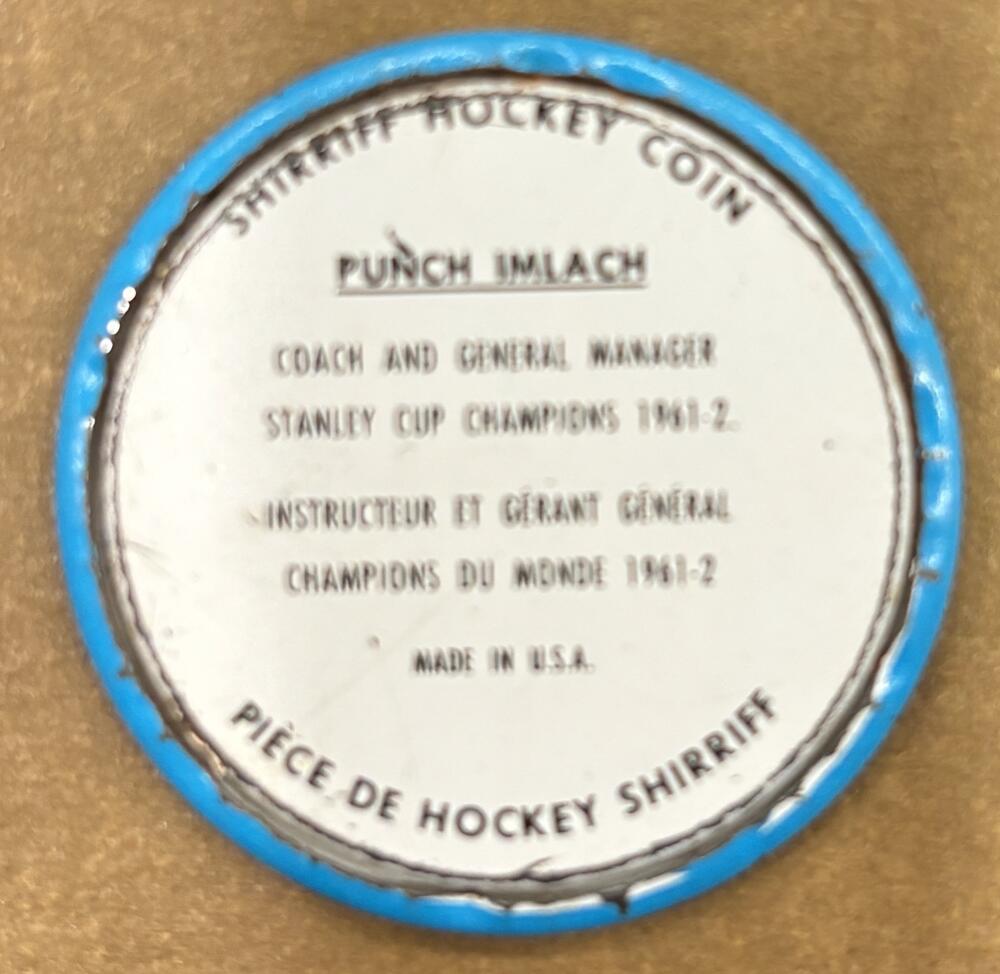 SHIRRIFF HOCKEY COIN
PUNCH IMLACH
COACH AND GENERAL MANAGER
STANLEY CUP CHAMPIONS 1961-2.
INSTRUCTEUR ET GÉRANT GÉNÉRAL
CHAMPIONS DU MONDE 1961-2
MADE IN U.S.A.
PIÈCE DE HOCKEY SHIRRIFF